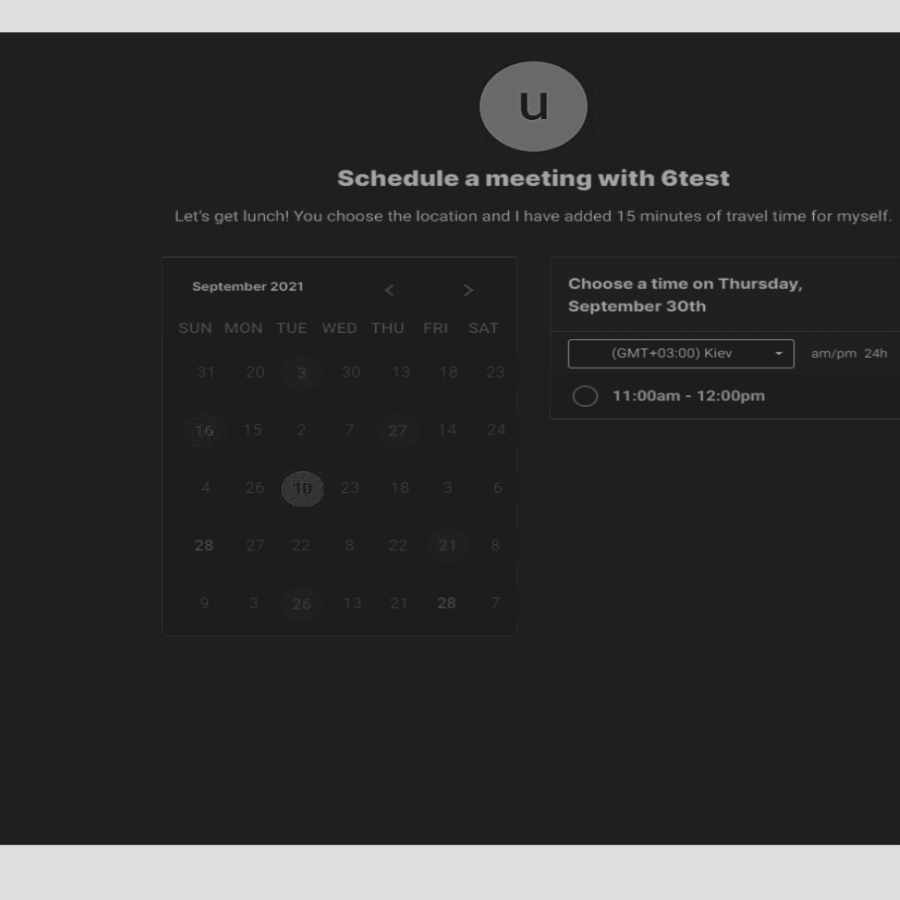 u
Schedule a meeting with 6test
Let's get lunch! You choose the location and I have added 15 minutes of travel time for myself.
September 2021 < >
SUN MON TUE WED THU FRI SAT
31 20 3 30 13 18 23
16 15 2 7 27 14 24
4 26 10 23 18 3 6
28 27 22 8 22 21 8
9 3 26 13 21 28 7
Choose a time on Thursday,
September 30th
(GMT+03:00) Kiev am/pm 24h
11:00am - 12:00pm